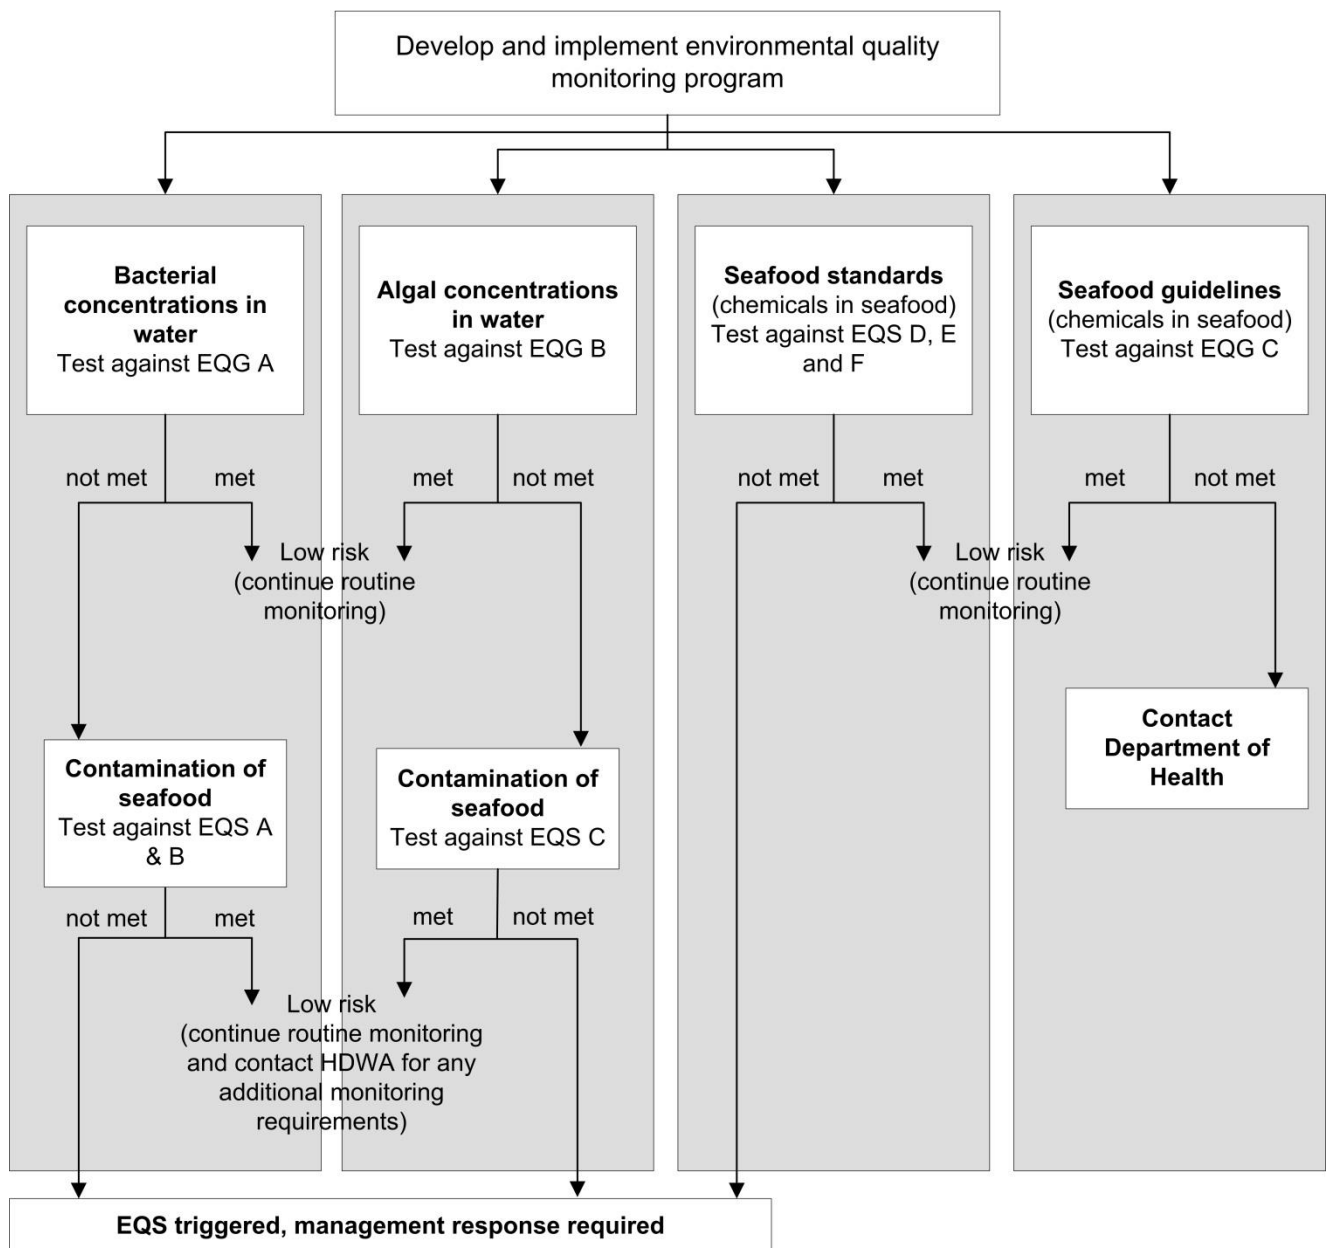 Develop and implement environmental quality
monitoring program
Bacterial
concentrations in
water
Test against EQG A
Algal concentrations
in water
Test against EQG B
Seafood standards
(chemicals in seafood)
Test against EQS D, E
and F
Seafood guidelines
(chemicals in seafood)
Test against EQG C
not met
met
met
not met
not met
met
met
not met
Low risk
(continue routine
monitoring)
Low risk
(continue routine
monitoring)
Contact
Department of
Health
Contamination of
seafood
Test against EQS A
& B
Contamination of
seafood
Test against EQS C
not met
met
met
not met
Low risk
(continue routine monitoring
and contact HDWA for any
additional monitoring
requirements)
EQS triggered, management response required